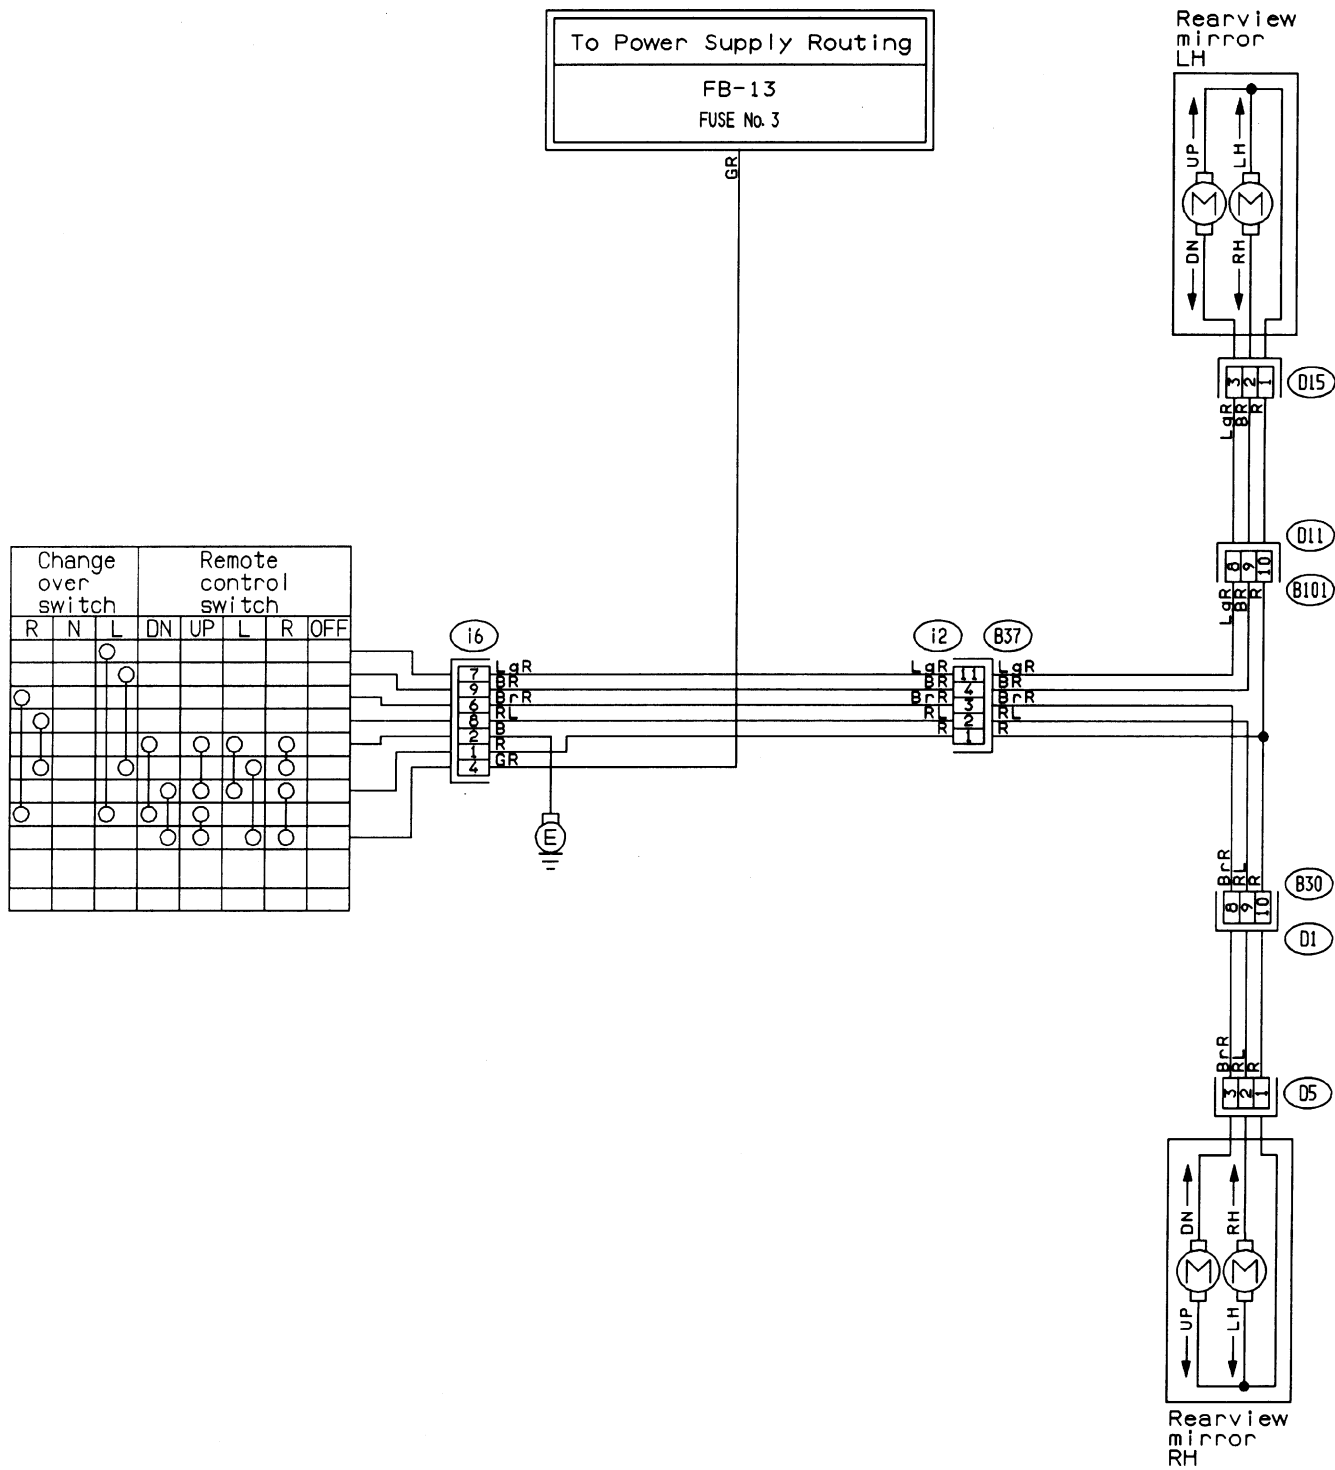 To Power Supply Routing
FB-13
FUSE No. 3
GR
Rearview
mirror
LH
UP
LH
M
M
DN
RH
3
2
1
D15
LgR
BR
R
D11
8
9
10
B101
LgR
BR
R
Change
over
switch
Remote
control
switch
R N L DN UP L R OFF
i6
7 LgR
9 BR
6 BrR
8 RL
2 B
1 R
4 GR
E
i2 B37
LgR 11 LgR
BR 4 BR
BrR 3 BrR
RL 2 RL
R 1 R
BrR
RL
R
B30
8
9
10
D1
BrR
RL
R
3
2
1
D5
DN
RH
M
M
UP
LH
Rearview
mirror
RH